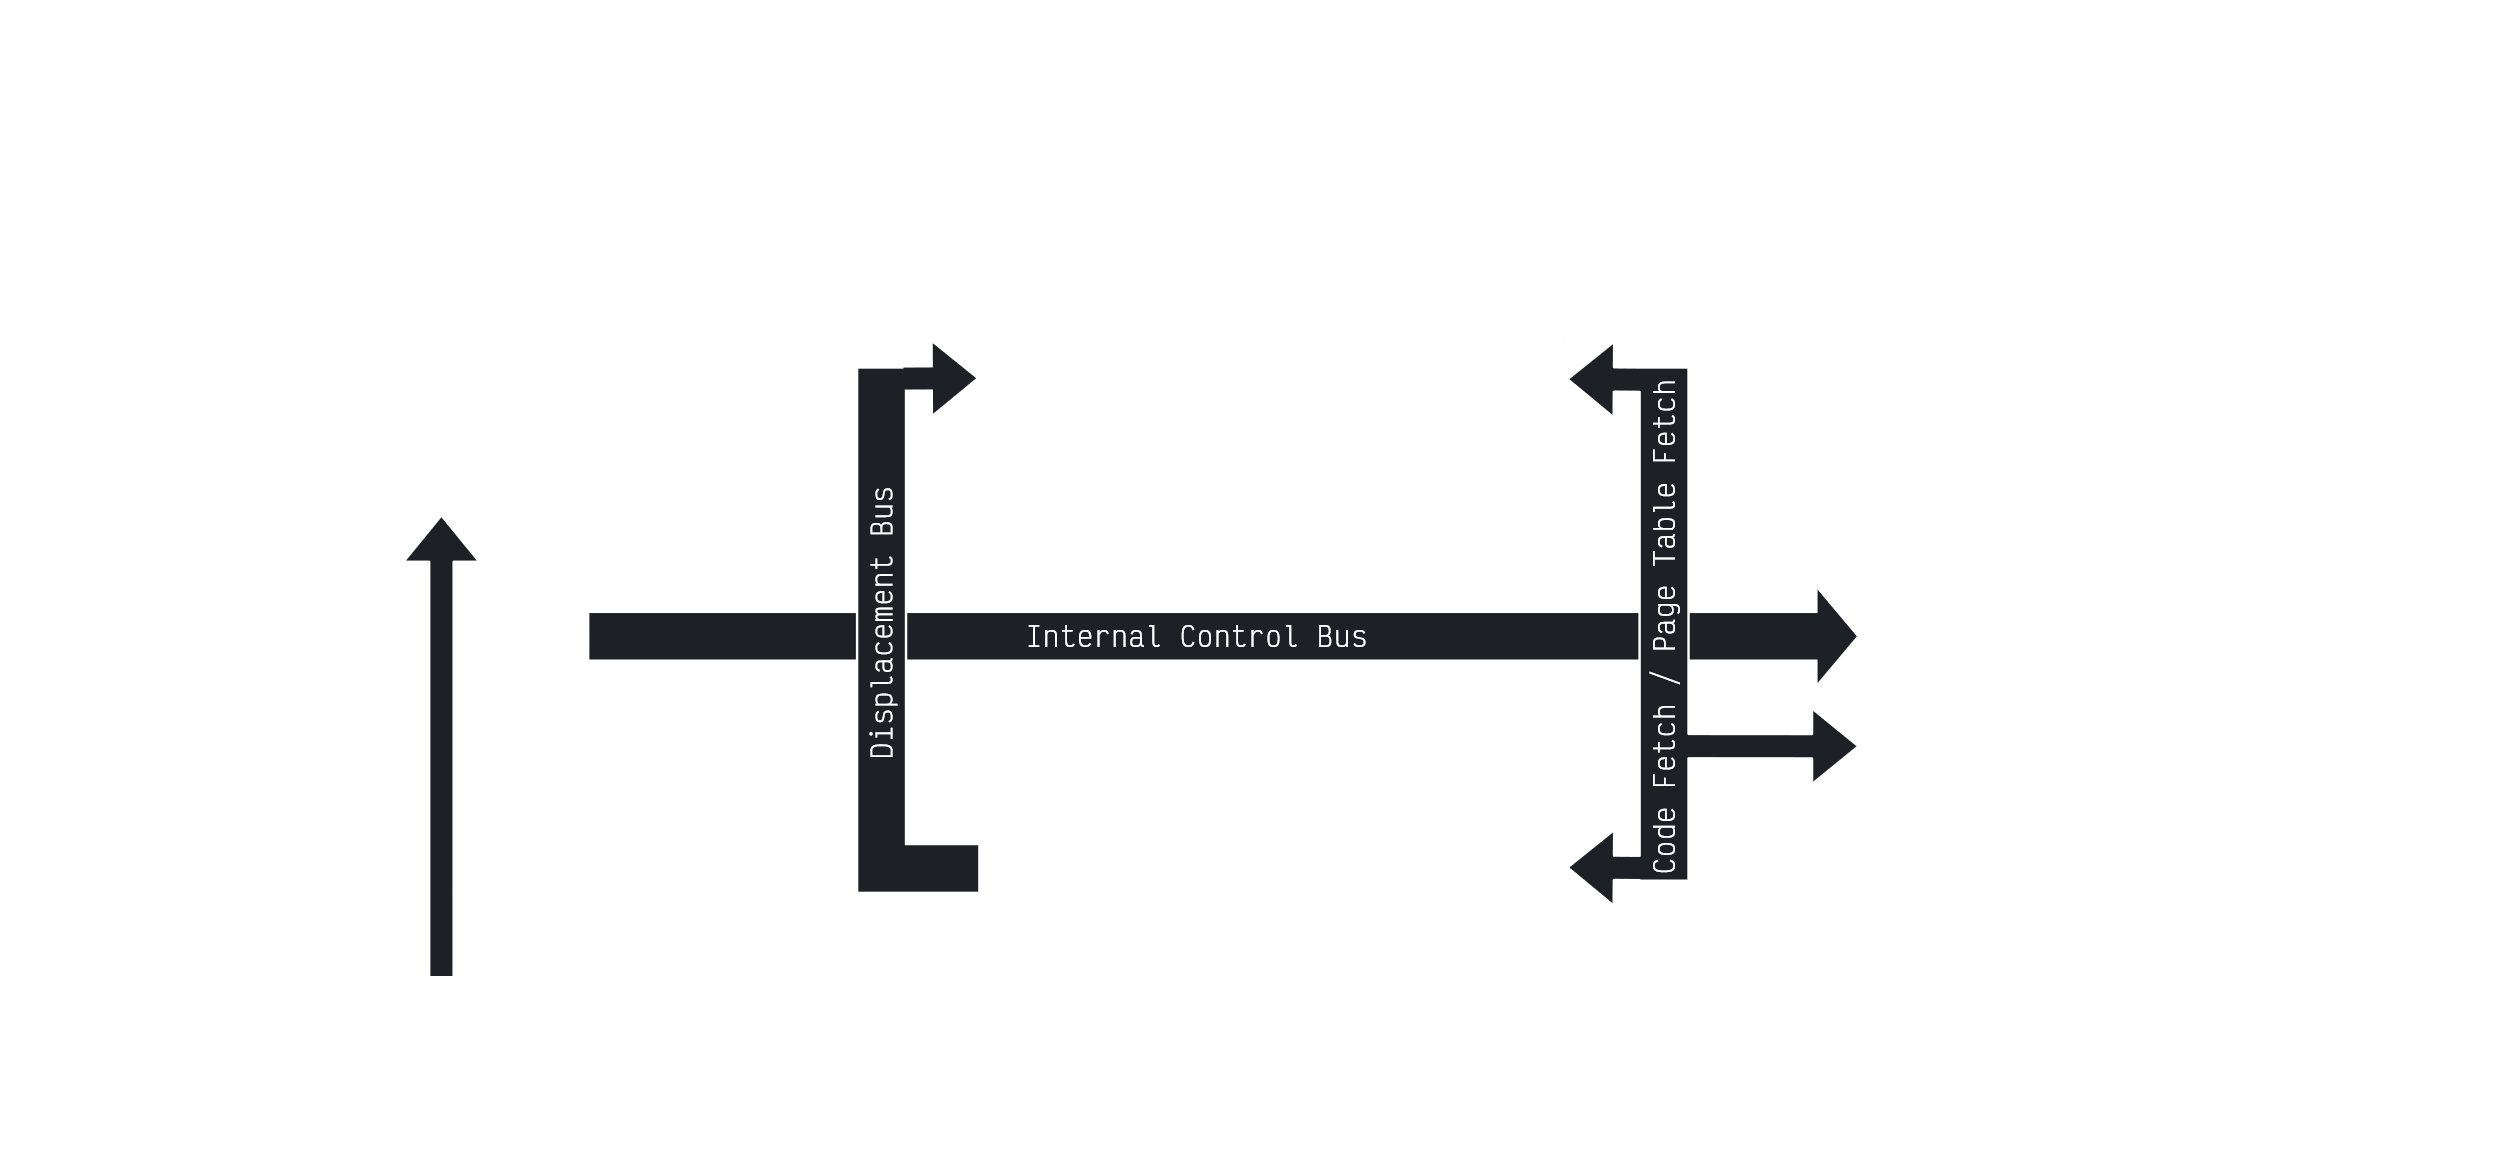 Displacement Bus
Internal Control Bus
Code Fetch / Page Table Fetch